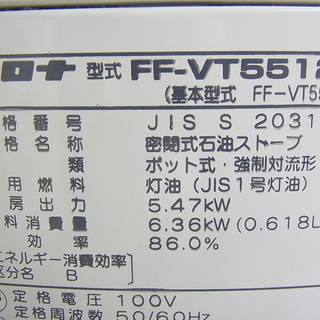 ロナ 型式 FF-VT5512
(基本型式 FF-VT55
格番号 JIS S 2031
格名称 密閉式石油ストーブ
類 ポット式・強制対流形
用燃料 灯油(JIS1号灯油)
房出力 5.47kW
料消費量 6.36kW(0.618L
効率 86.0%
エネルギー消費効率
区分名 B
定格電圧 100V
定格周波数 50/60Hz